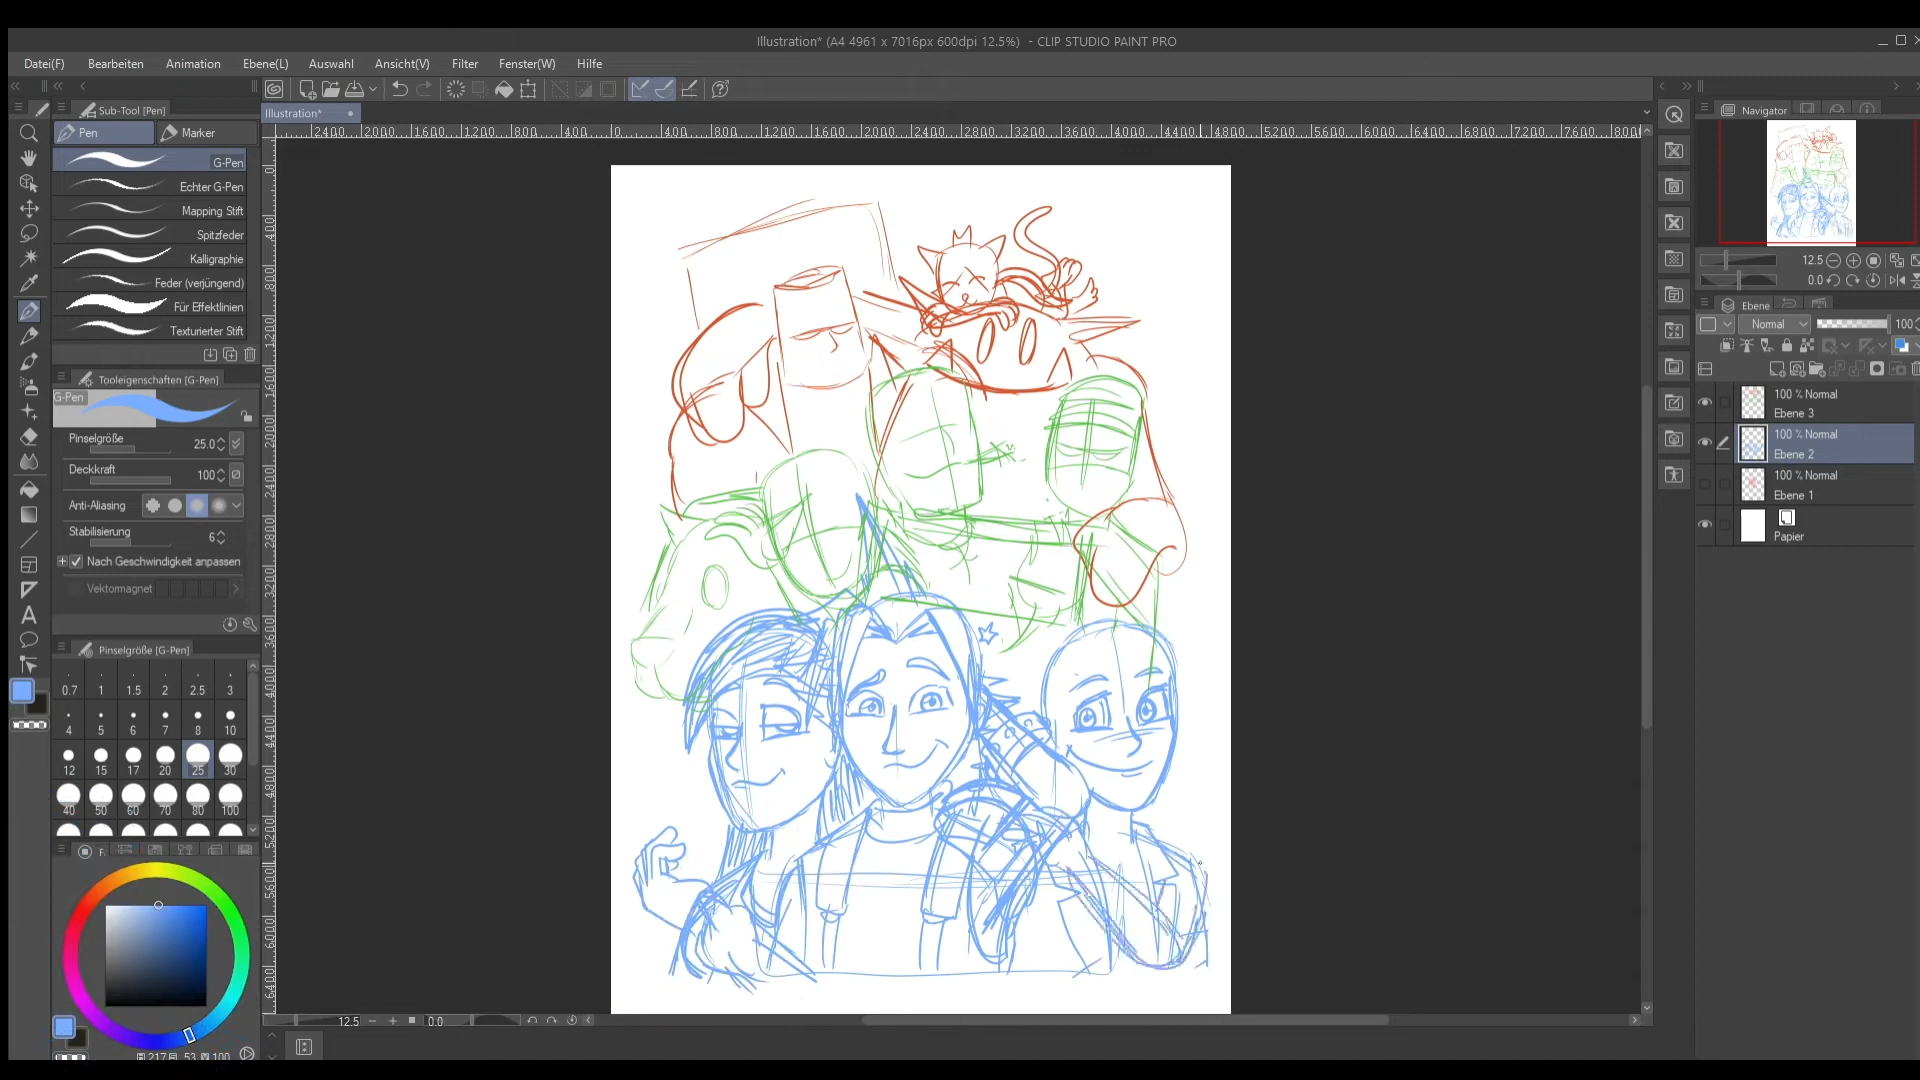 Illustration* (A4 4961 x 7016px 600dpi 12.5%)  - CLIP STUDIO PAINT PRO
Datei(F) Bearbeiten Animation Ebene(L) Auswahl Ansicht(V) Filter Fenster(W) Hilfe
Sub-Tool [Pen]
Illustration*
Navigator
Pen Marker
G-Pen
Echter G-Pen
Mapping Stift
Spitzfeder
Kalligraphie
Feder (verjüngend)
Für Effektlinien
Texturierter Stift
12.5
0.0
Ebene
Normal 100
Tooleigenschaften [G-Pen]
G-Pen
Pinselgröße 25.0
Deckkraft 100
Anti-Aliasing
Stabilisierung 6
Nach Geschwindigkeit anpassen
Vektormagnet
100 % Normal
Ebene 3
100 % Normal
Ebene 2
100 % Normal
Ebene 1
Papier
Pinselgröße [G-Pen]
0.7 1 1.5 2 2.5 3
4 5 6 7 8 10
12 15 17 20 25 30
40 50 60 70 80 100
12.5 0.0
217 53 100